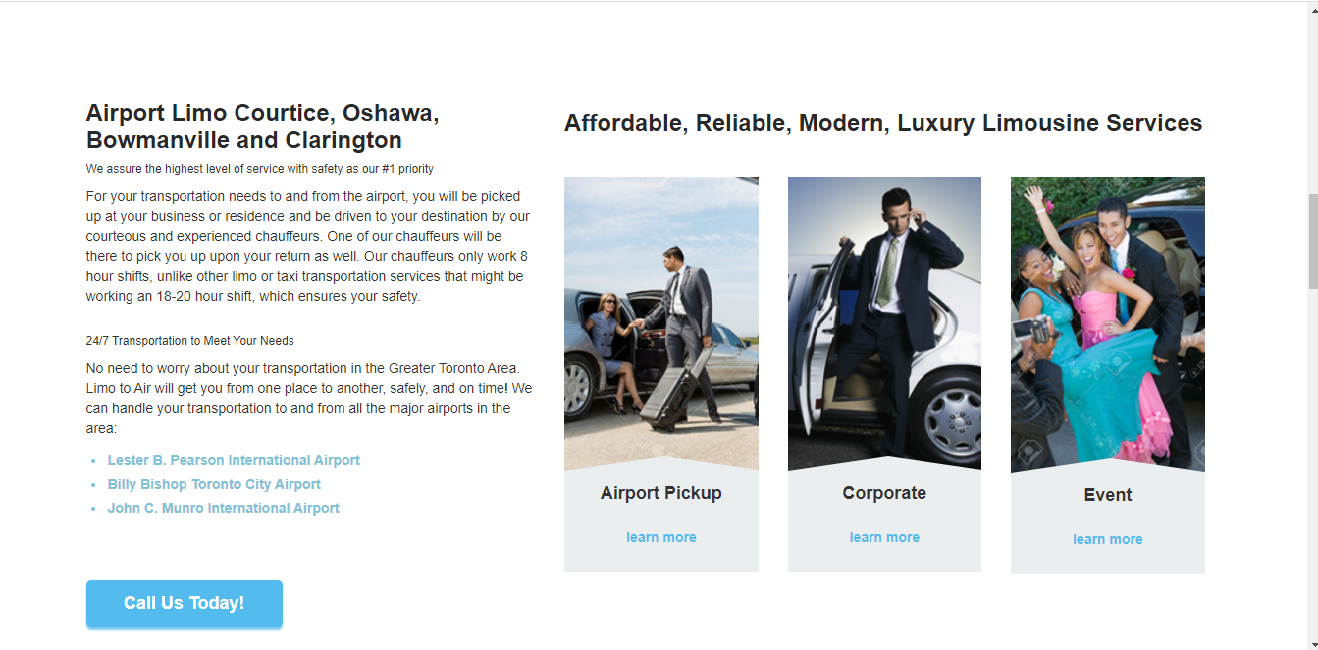 Airport Limo Courtice, Oshawa,
Bowmanville and Clarington
We assure the highest level of service with safety as our #1 priority
For your transportation needs to and from the airport, you will be picked
up at your business or residence and be driven to your destination by our
courteous and experienced chauffeurs. One of our chauffeurs will be
there to pick you up upon your return as well. Our chauffeurs only work 8
hour shifts, unlike other limo or taxi transportation services that might be
working an 18-20 hour shift, which ensures your safety.
24/7 Transportation to Meet Your Needs
No need to worry about your transportation in the Greater Toronto Area.
Limo to Air will get you from one place to another, safely, and on time! We
can handle your transportation to and from all the major airports in the
area:
Lester B. Pearson International Airport
Billy Bishop Toronto City Airport
John C. Munro International Airport
Call Us Today!
Affordable, Reliable, Modern, Luxury Limousine Services
Airport Pickup
learn more
Corporate
learn more
Event
learn more